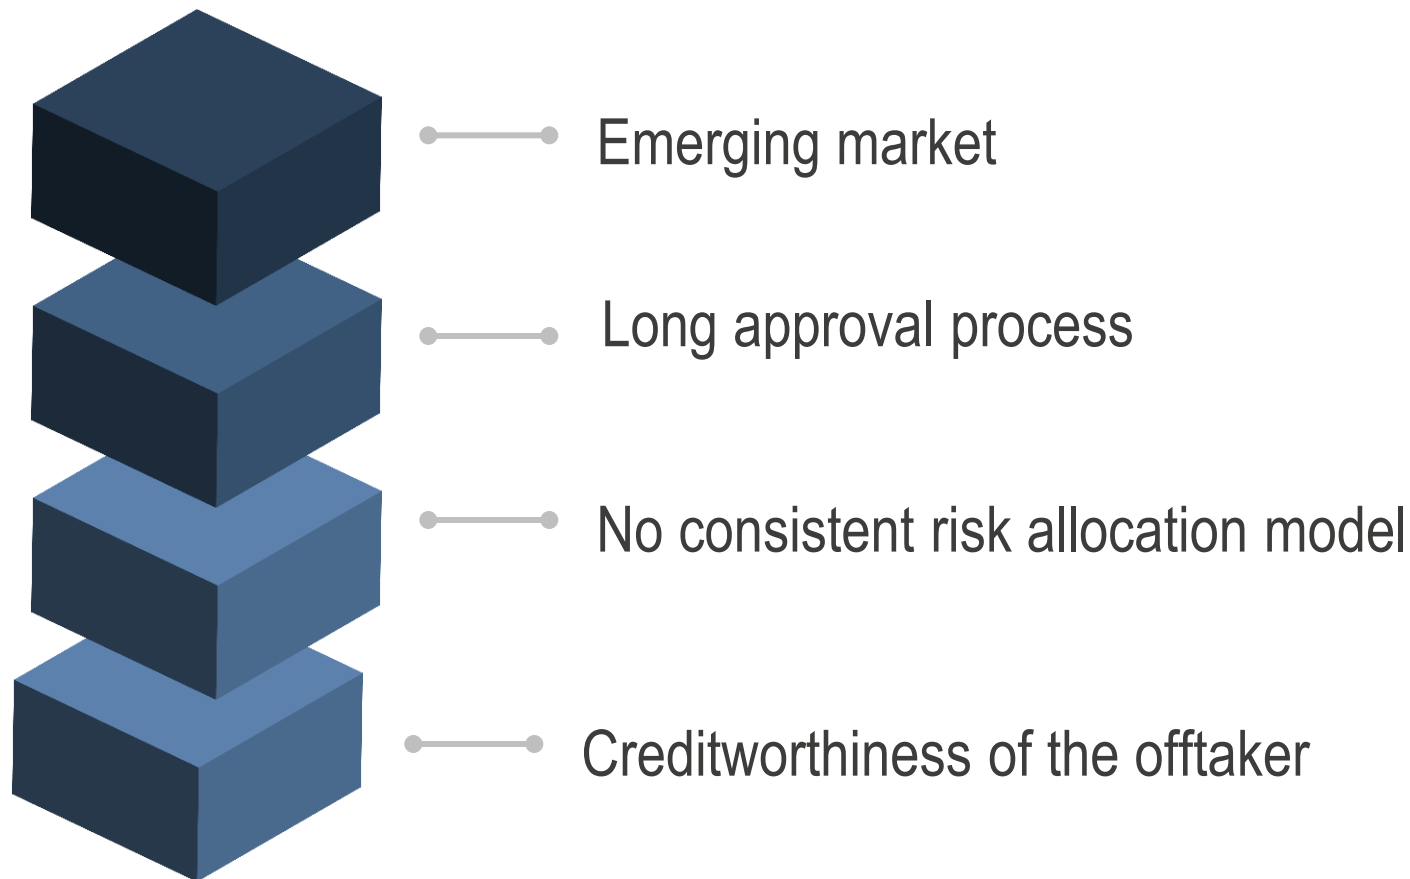 Emerging market
Long approval process
No consistent risk allocation model
Creditworthiness of the offtaker